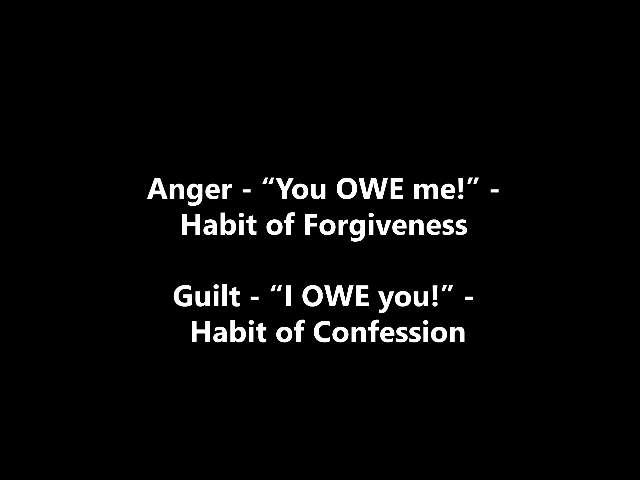 Anger - “You OWE me!” -
Habit of Forgiveness
Guilt - “I OWE you!” -
Habit of Confession